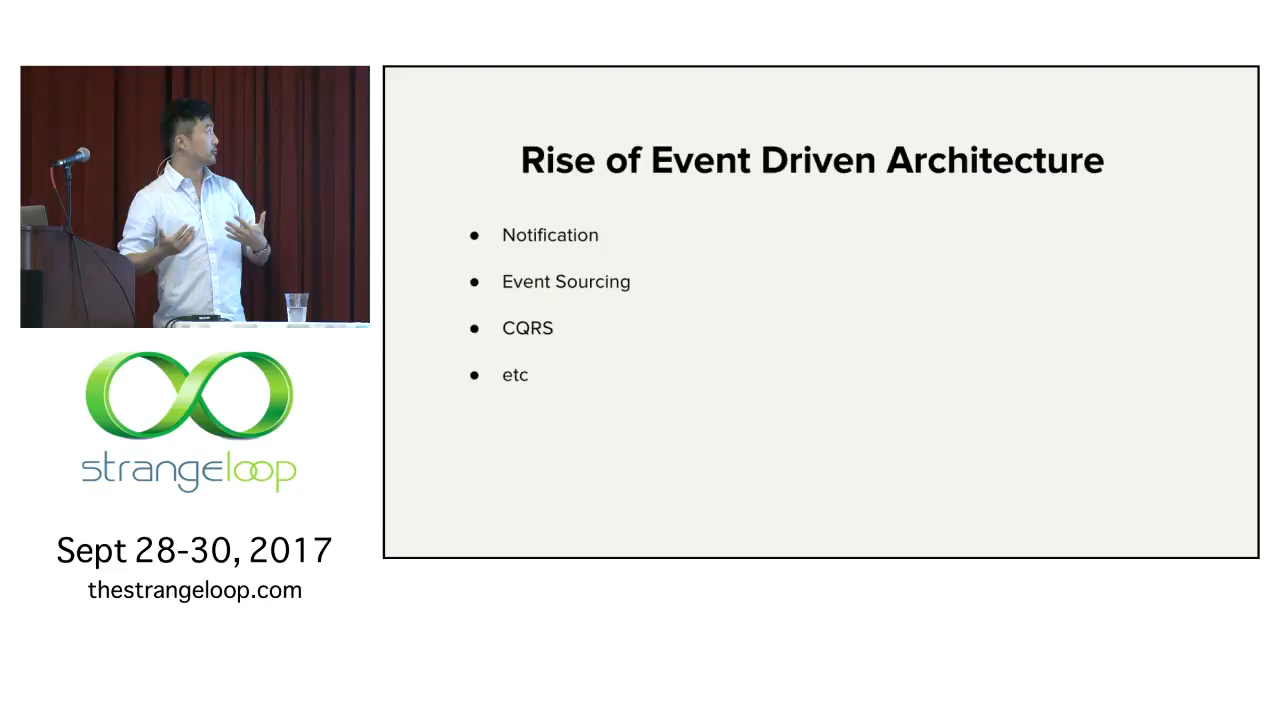 Rise of Event Driven Architecture
● Notification
● Event Sourcing
● CQRS
● etc
strangeloop
Sept 28-30, 2017
thestrangeloop.com